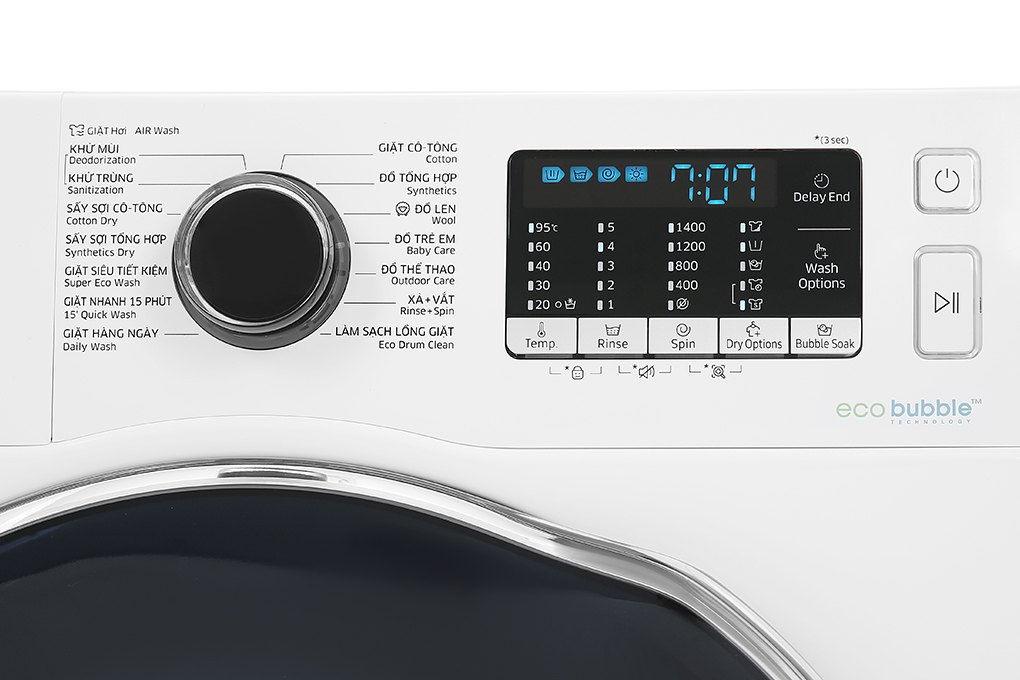 GIẶT HƠI AIR Wash
KHỬ MÙI
Deodorization
KHỬ TRÙNG
Sanitization
SẤY SỢI CÔ-TÔNG
Cotton Dry
SẤY SỢI TỔNG HỢP
Synthetics Dry
GIẶT SIÊU TIẾT KIỆM
Super Eco Wash
GIẶT NHANH 15 PHÚT
15' Quick Wash
GIẶT HÀNG NGÀY
Daily Wash
GIẶT CÔ-TÔNG
Cotton
ĐỒ TỔNG HỢP
Synthetics
ĐỒ LEN
Wool
ĐỒ TRẺ EM
Baby Care
ĐỒ THỂ THAO
Outdoor Care
XẢ+VẮT
Rinse+Spin
LÀM SẠCH LỒNG GIẶT
Eco Drum Clean
*(3 sec)
7:07
Delay End
95℃ 5 1400
60 4 1200
40 3 800
30 2 400
20 1
Wash
Options
Temp. Rinse Spin Dry Options Bubble Soak
* * *
eco bubble™
TECHNOLOGY